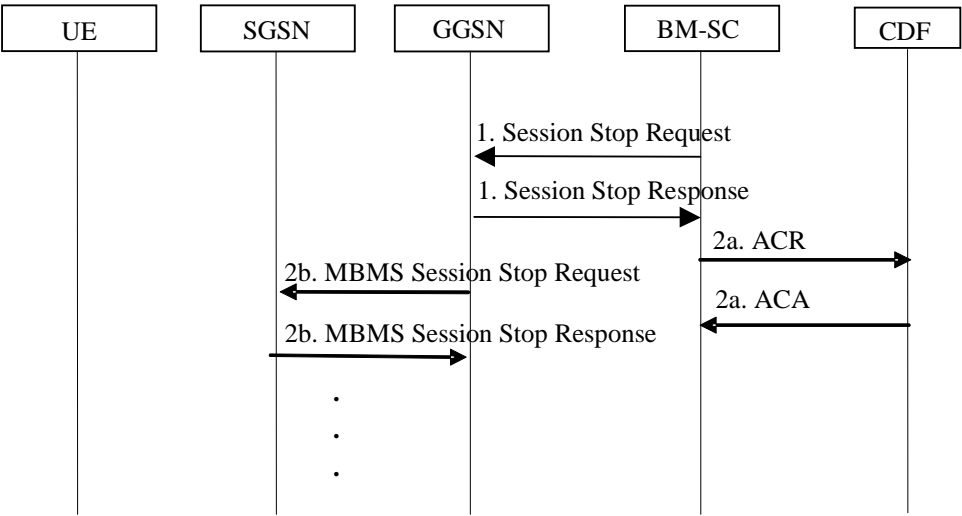 UE
SGSN
GGSN
BM-SC
CDF
1. Session Stop Request
1. Session Stop Response
2a. ACR
2b. MBMS Session Stop Request
2a. ACA
2b. MBMS Session Stop Response
.
.
.